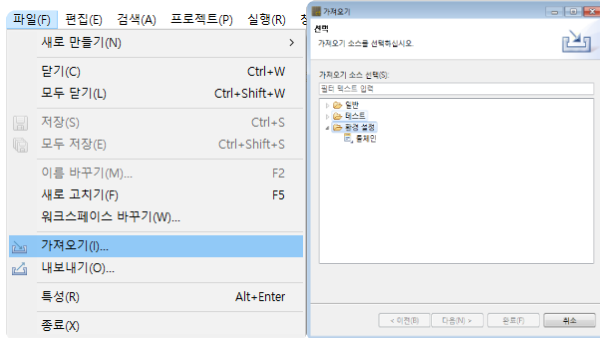 파일(F) 편집(E) 검색(A) 프로젝트(P) 실행(R)
새로 만들기(N)
닫기(C) Ctrl+W
모두 닫기(L) Ctrl+Shift+W
저장(S) Ctrl+S
모두 저장(E) Ctrl+Shift+S
이름 바꾸기(M)... F2
새로 고치기(F) F5
워크스페이스 바꾸기(W)...
가져오기(I)...
내보내기(O)...
특성(R) Alt+Enter
종료(X)
가져오기
선택
가져오기 소스를 선택하십시오.
가져오기 소스 선택(S):
필터 텍스트 입력
일반
테스트
환경 설정
툴체인
< 이전(B) 다음(N) > 완료(F) 취소